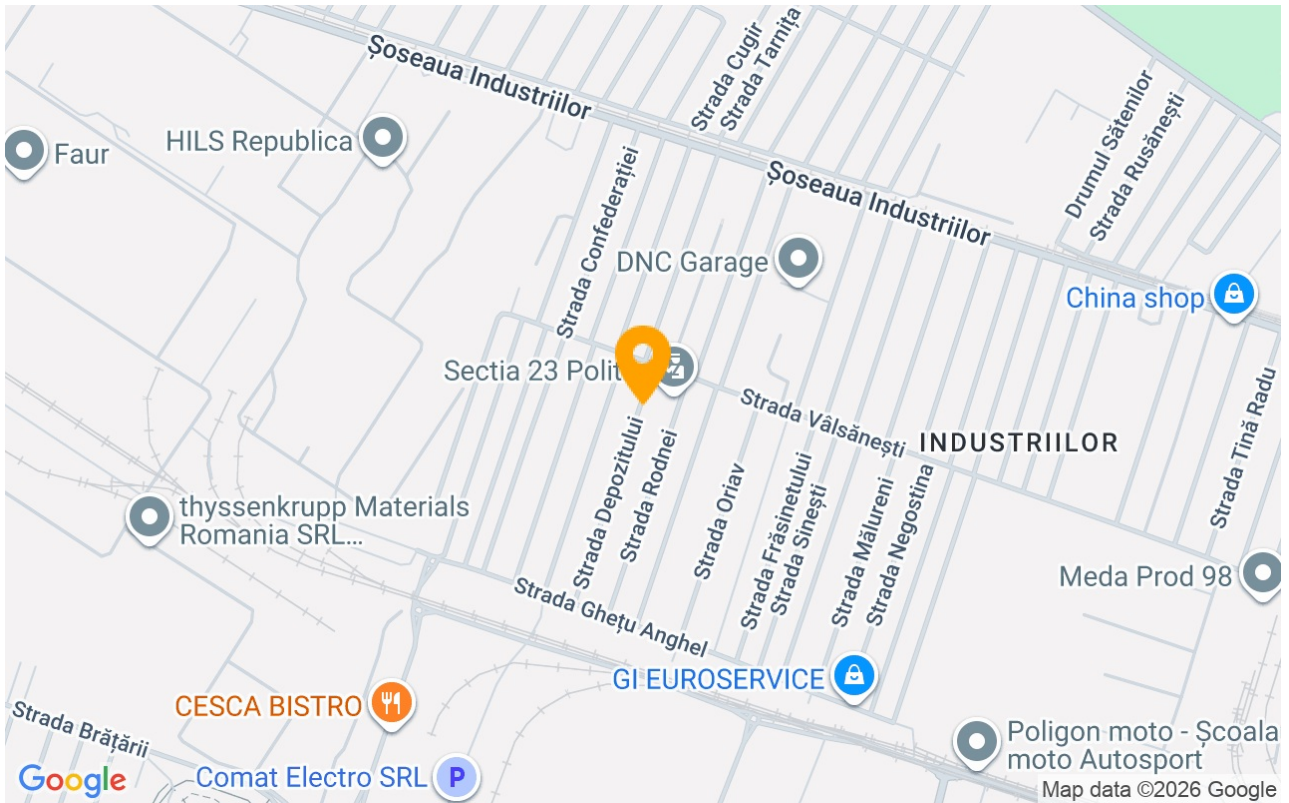 Șoseaua Industriilor
Strada Cugir
Strada Tarnița
Drumul Sătenilor
Strada Rusănești
Faur
HILS Republica
Strada Confederației
Șoseaua Industriilor
DNC Garage
China shop
Sectia 23 Polit
Strada Vâlsănești
INDUSTRIILOR
Strada Tină Radu
Strada Depozitului
Strada Rodnei
Strada Oriav
Strada Frăsinetului
Strada Sinești
Strada Mălureni
Strada Negostina
thyssenkrupp Materials
Romania SRL...
Meda Prod 98
Strada Ghețu Anghel
GI EUROSERVICE
CESCA BISTRO
Strada Brățării
Poligon moto - Școala
moto Autosport
Google
Comat Electro SRL
P
Map data ©2026 Google